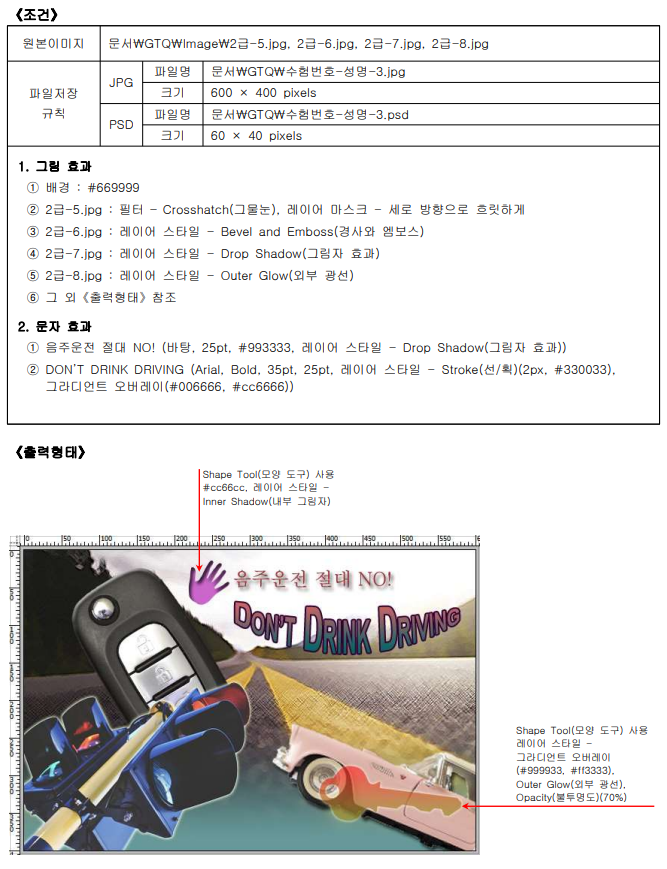 《조건》
원본이미지 문서₩GTQ₩Image₩2급-5.jpg, 2급-6.jpg, 2급-7.jpg, 2급-8.jpg
파일저장 규칙 JPG 파일명 문서₩GTQ₩수험번호-성명-3.jpg
크기 600 × 400 pixels
PSD 파일명 문서₩GTQ₩수험번호-성명-3.psd
크기 60 × 40 pixels
1. 그림 효과
① 배경 : #669999
② 2급-5.jpg : 필터 - Crosshatch(그물눈), 레이어 마스크 - 세로 방향으로 흐릿하게
③ 2급-6.jpg : 레이어 스타일 - Bevel and Emboss(경사와 엠보스)
④ 2급-7.jpg : 레이어 스타일 - Drop Shadow(그림자 효과)
⑤ 2급-8.jpg : 레이어 스타일 - Outer Glow(외부 광선)
⑥ 그 외《출력형태》참조
2. 문자 효과
① 음주운전 절대 NO! (바탕, 25pt, #993333, 레이어 스타일 - Drop Shadow(그림자 효과))
② DON'T DRINK DRIVING (Arial, Bold, 35pt, 25pt, 레이어 스타일 - Stroke(선/획)(2px, #330033),
그라디언트 오버레이(#006666, #cc6666))
《출력형태》
Shape Tool(모양 도구) 사용
#cc66cc, 레이어 스타일 -
Inner Shadow(내부 그림자)
0 50 100 150 200 250 300 350 400 450 500 550 6
음주운전 절대 NO!
DON'T DRINK DRIVING
Shape Tool(모양 도구) 사용
레이어 스타일 -
그라디언트 오버레이
(#999933, #ff3333),
Outer Glow(외부 광선),
Opacity(불투명도)(70%)